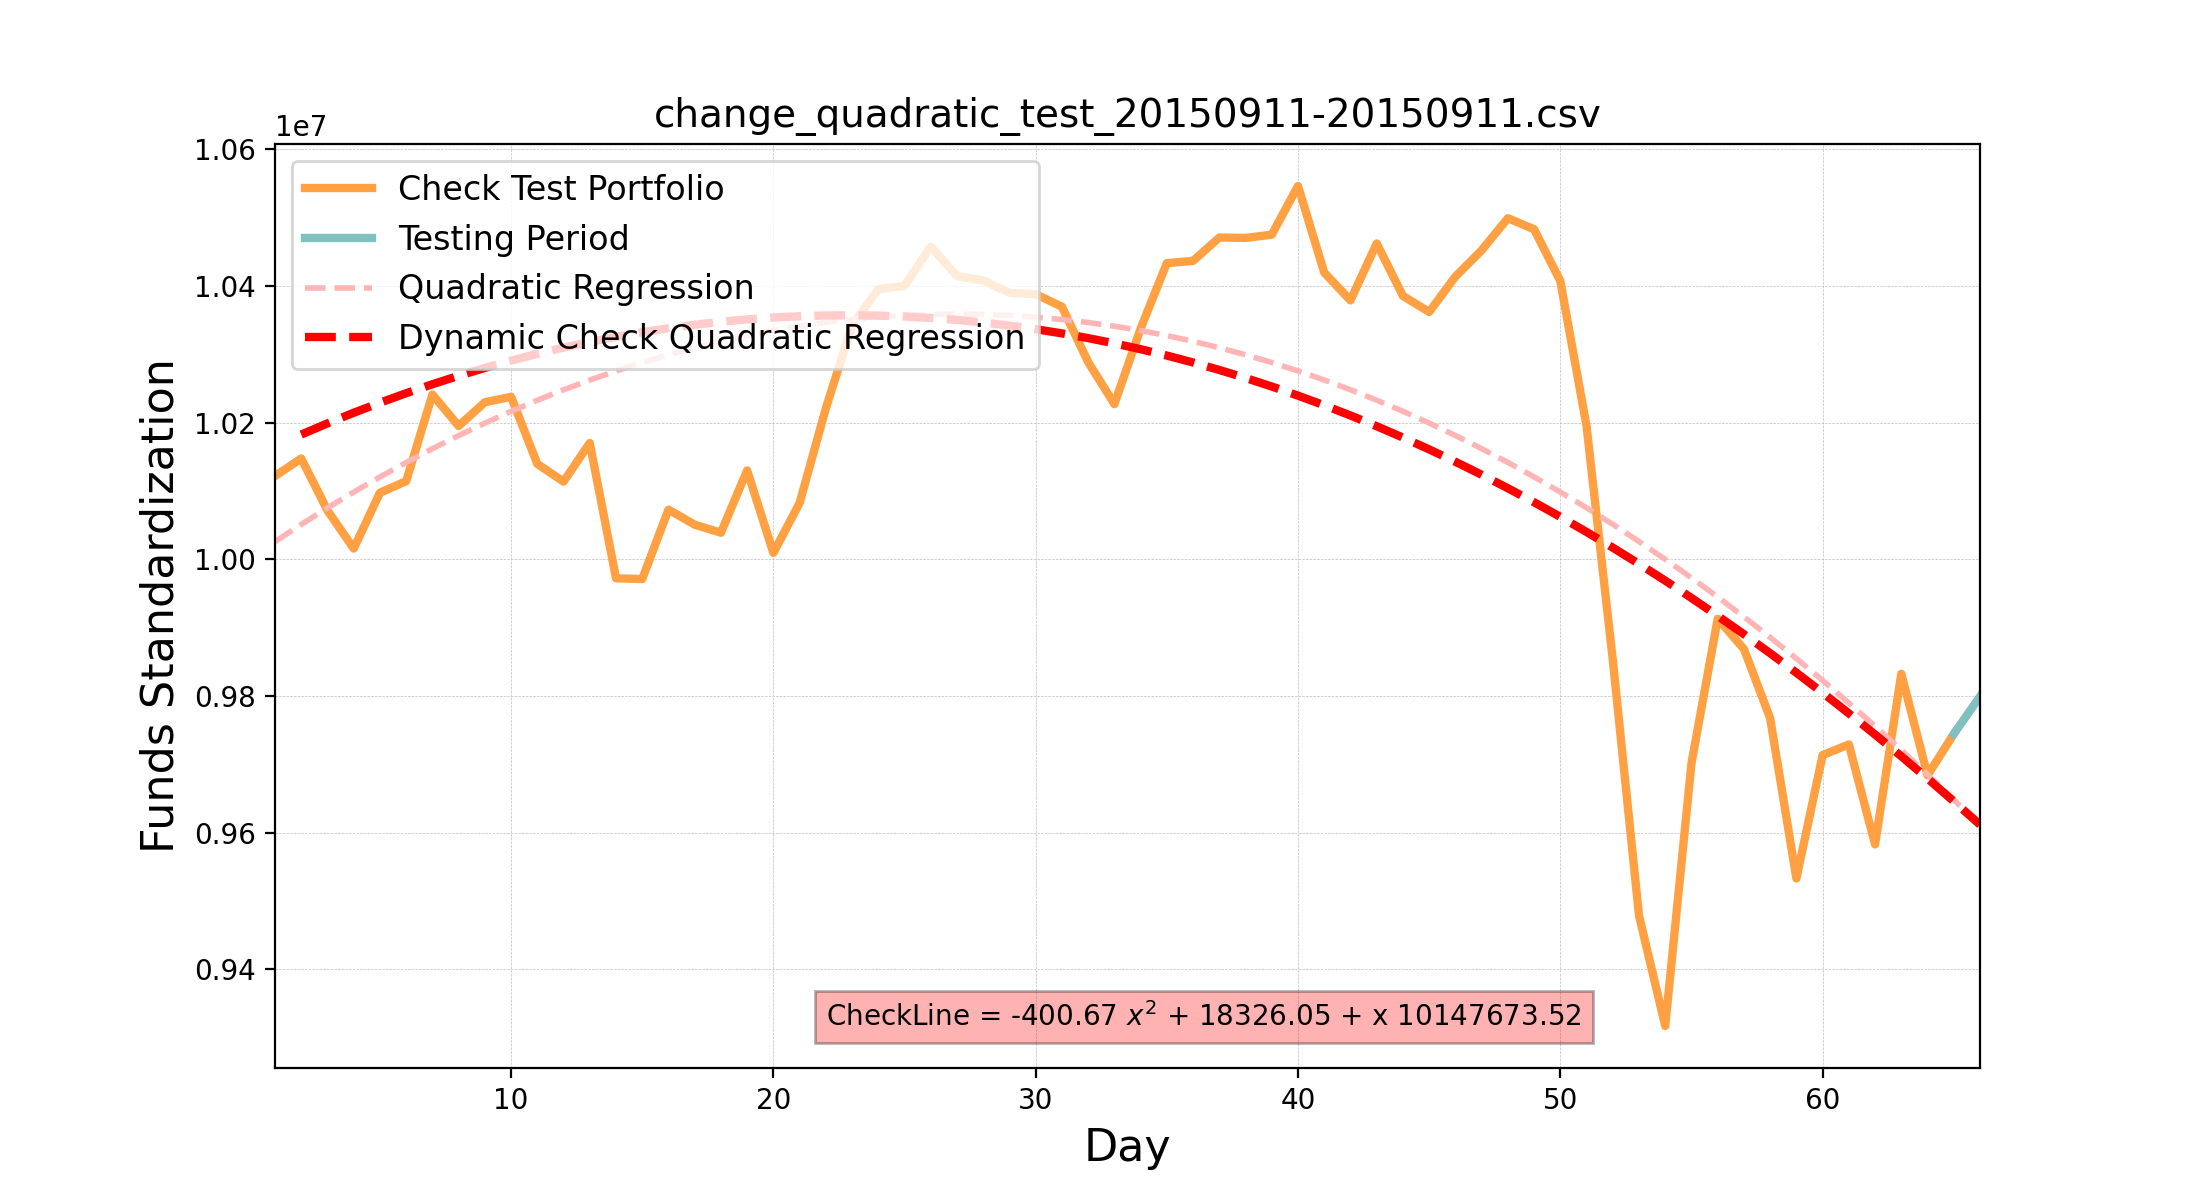 change_quadratic_test_20150911-20150911.csv
1e7
1.06
1.04
1.02
1.00
0.98
0.96
0.94
Funds Standardization
Check Test Portfolio
Testing Period
Quadratic Regression
Dynamic Check Quadratic Regression
CheckLine = -400.67 x² + 18326.05 + x 10147673.52
10 20 30 40 50 60
Day